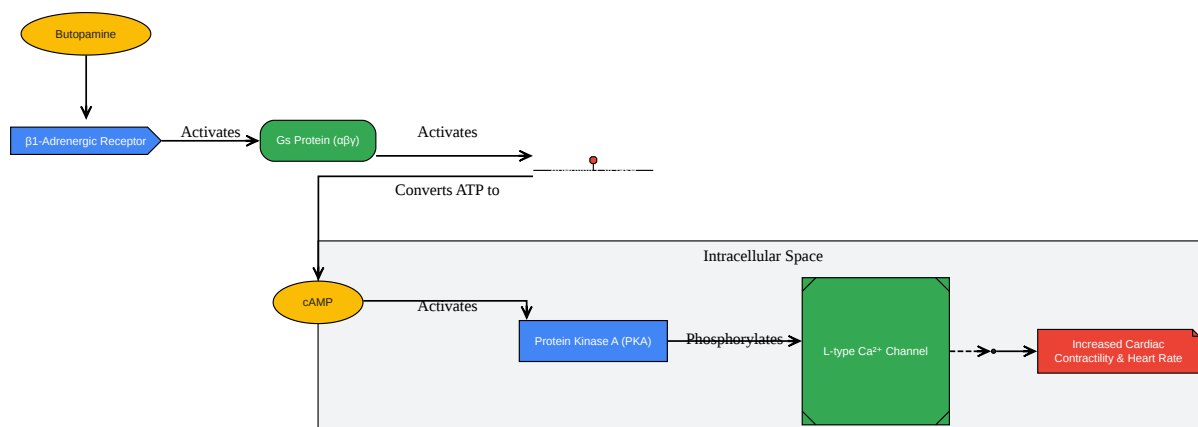 Butopamine
β1-Adrenergic Receptor
Activates
Gs Protein (αβγ)
Activates
Converts ATP to
Intracellular Space
cAMP
Activates
Protein Kinase A (PKA)
Phosphorylates
L-type Ca²⁺ Channel
Increased Cardiac
Contractility & Heart Rate